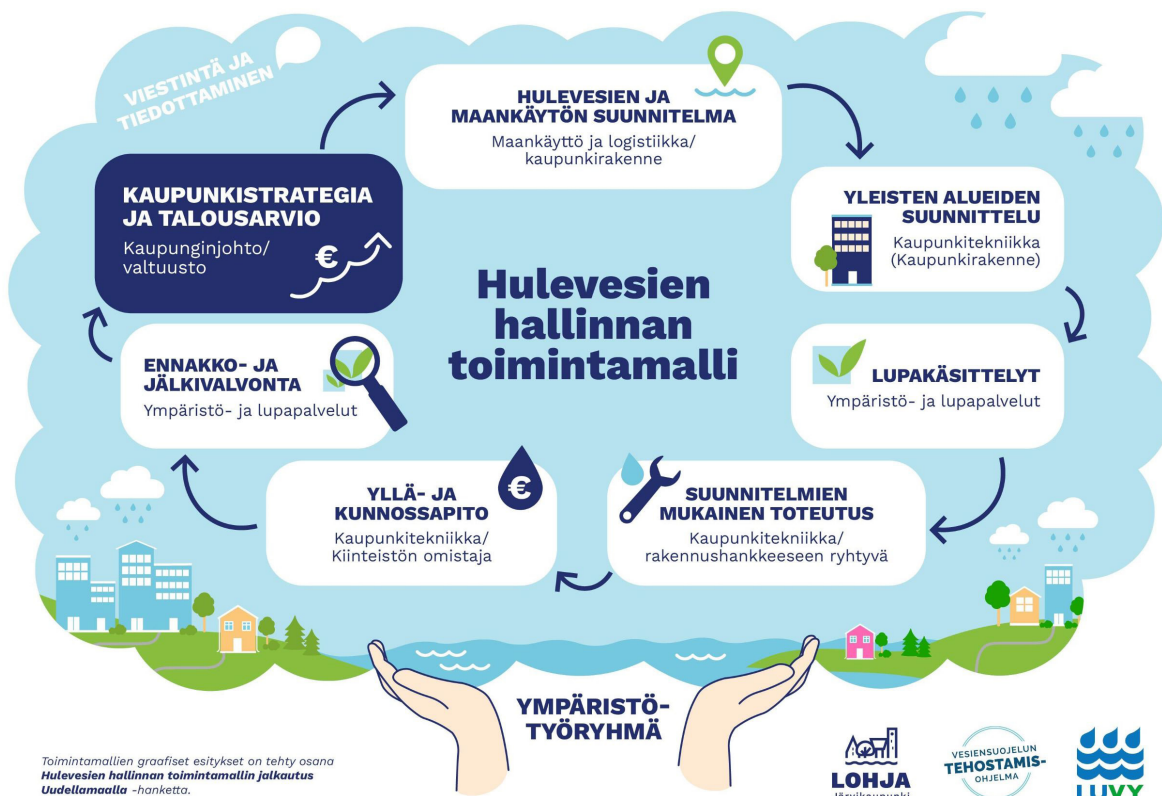 VIESTINTÄ JA
TIEDOTTAMINEN
HULEVESIEN JA
MAANKÄYTÖN SUUNNITELMA
Maankäyttö ja logistiikka/
kaupunkirakenne
KAUPUNKISTRATEGIA
JA TALOUSARVIO
Kaupunginjohto/
valtuusto
€
YLEISTEN ALUEIDEN
SUUNNITTELU
Kaupunkitekniikka
(Kaupunkirakenne)
Hulevesien
hallinnan
toimintamalli
ENNAKKO- JA
JÄLKIVALVONTA
Ympäristö- ja lupapalvelut
LUPAKÄSITTELYT
Ympäristö- ja lupapalvelut
YLLÄ- JA
KUNNOSSAPITO
Kaupunkitekniikka/
Kiinteistön omistaja
€
SUUNNITELMIEN
MUKAINEN TOTEUTUS
Kaupunkitekniikka/
rakennushankkeeseen ryhtyvä
YMPÄRISTÖ-
TYÖRYHMÄ
Toimintamallien graafiset esitykset on tehty osana
Hulevesien hallinnan toimintamallin jalkautus
Uudellamaalla -hanketta.
LOHJA
Järvikaupunki
VESIENSUOJELUN
TEHOSTAMIS-
OHJELMA
LUVY